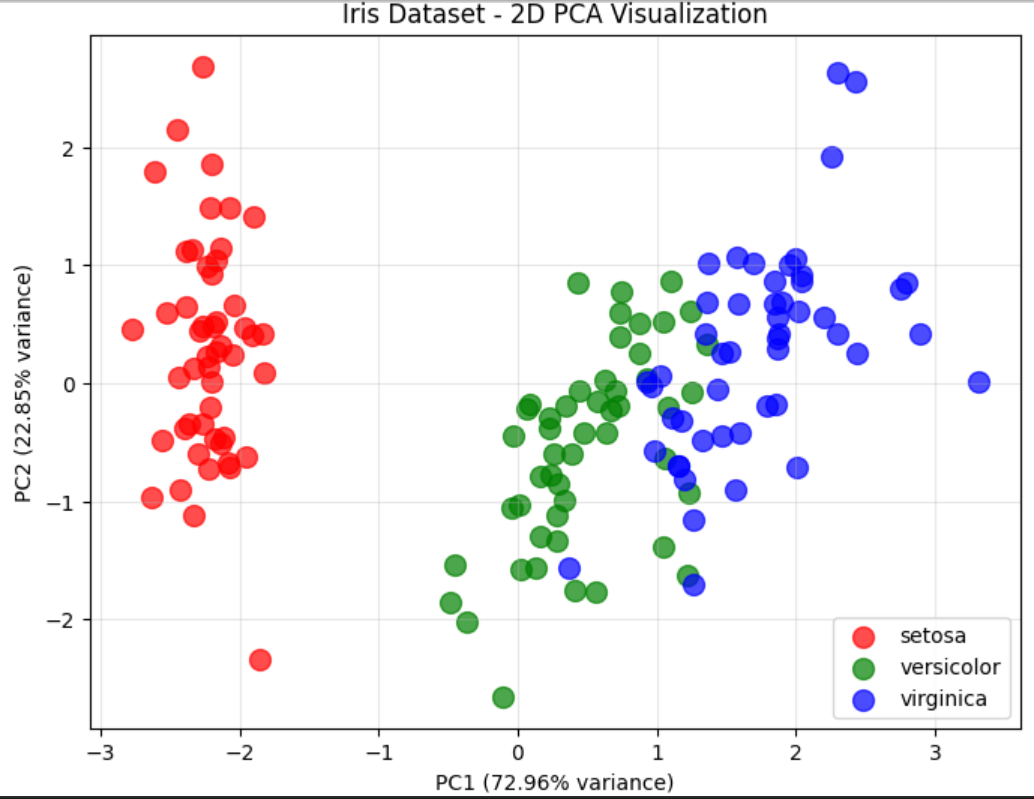 Iris Dataset - 2D PCA Visualization
PC2 (22.85% variance)
2
1
0
−1
−2
−3
−2
−1
0
1
2
3
PC1 (72.96% variance)
setosa
versicolor
virginica